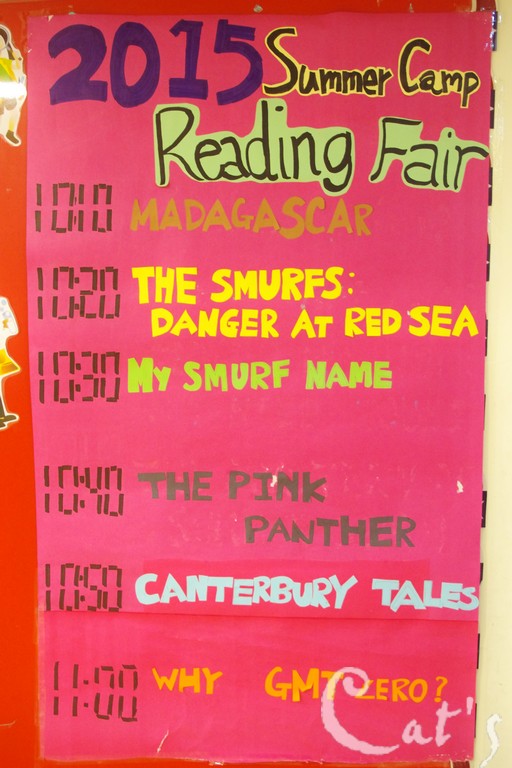 2015 Summer Camp
Reading Fair
10:10 MADAGASCAR
10:20 THE SMURFS:
DANGER AT RED SEA
10:30 My SMURF NAME
10:40 THE PINK
PANTHER
10:50 CANTERBURY TALES
11:00 WHY GMT ZERO?
Cat's